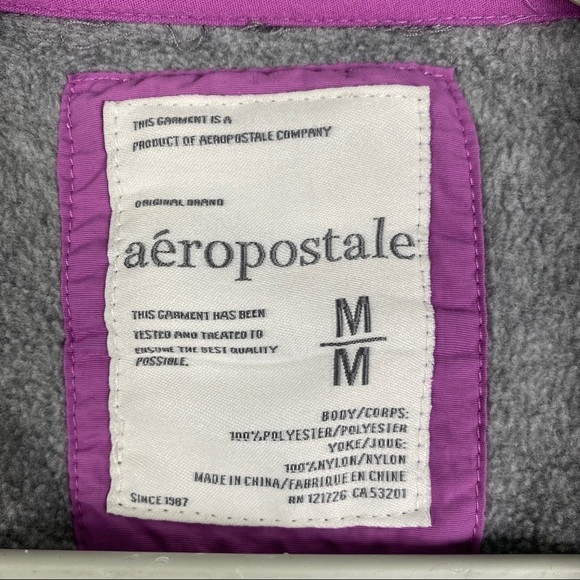 THIS GARMENT IS A
PRODUCT OF AEROPOSTALE COMPANY
ORIGINAL BRAND
aéropostale
THIS GARMENT HAS BEEN
TESTED AND TREATED TO
ENSURE THE BEST QUALITY
POSSIBLE.
M
M
BODY/CORPS:
100%POLYESTER/POLYESTER
YOKE/JOUG:
100%NYLON/NYLON
MADE IN CHINA/FABRIQUE EN CHINE
SINCE 1987
RN 121726 CA 53201